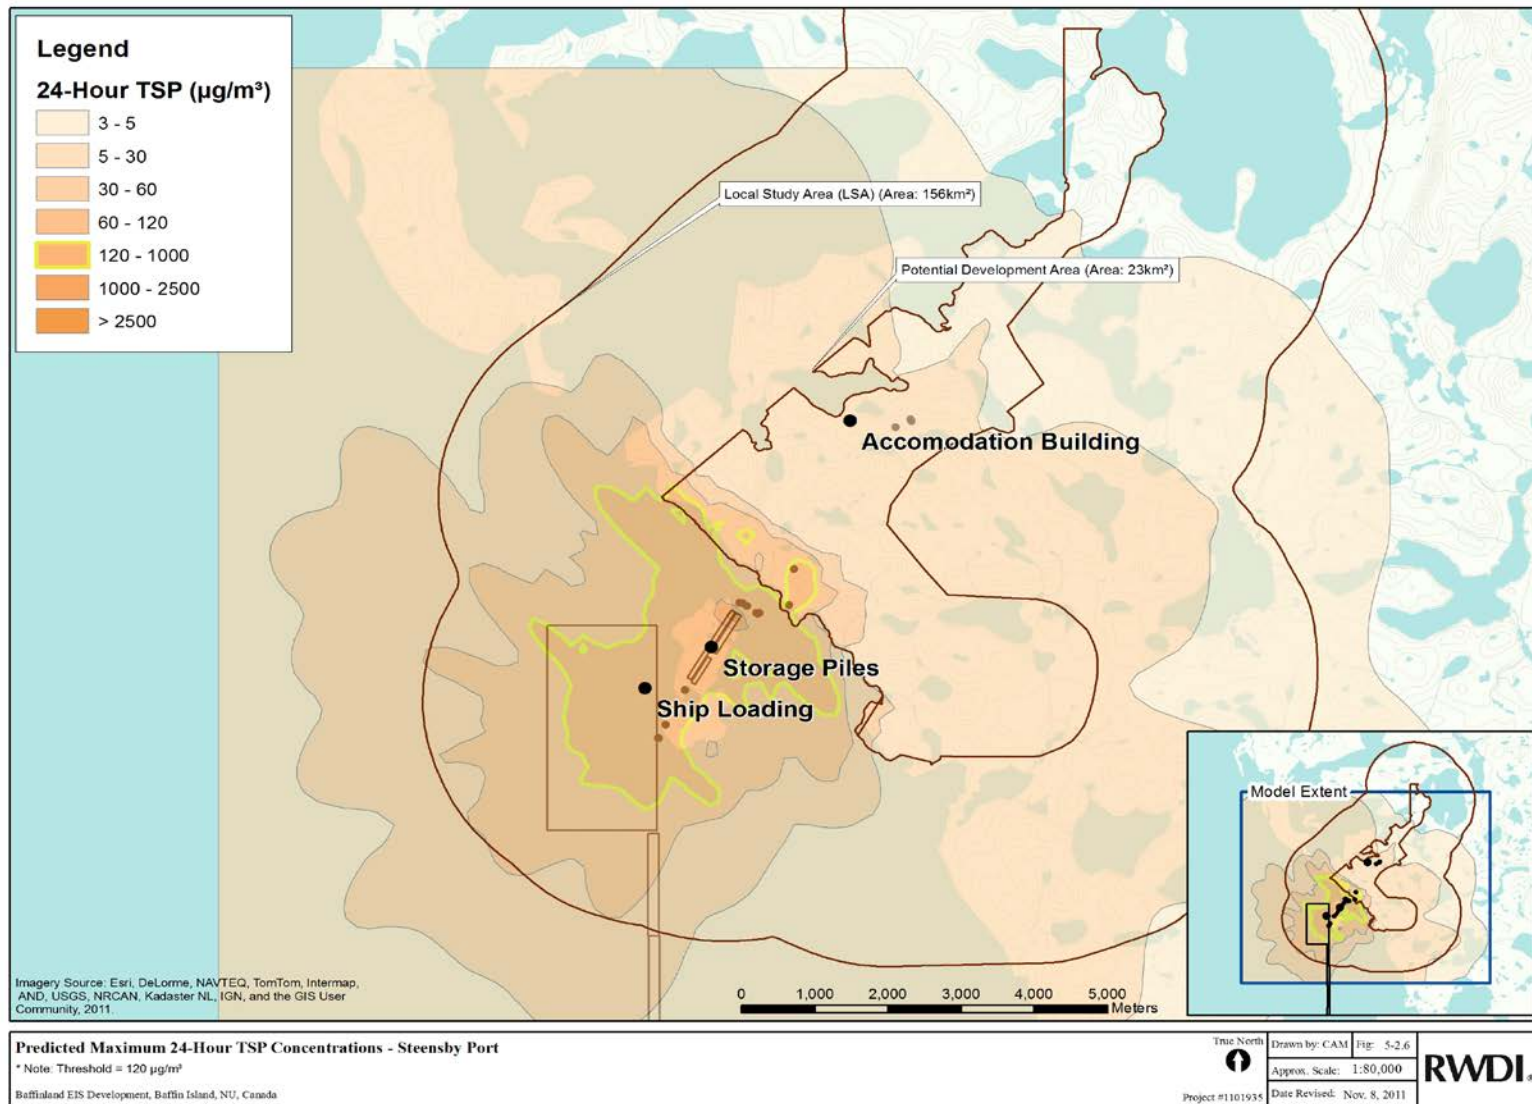 Legend
24-Hour TSP (µg/m³)
3 - 5
5 - 30
30 - 60
60 - 120
120 - 1000
1000 - 2500
> 2500
Local Study Area (LSA) (Area: 156km²)
Potential Development Area (Area: 23km²)
Accomodation Building
Storage Piles
Ship Loading
Model Extent
Imagery Source: Esri, DeLorme, NAVTEQ, TomTom, Intermap,
AND, USGS, NRCAN, Kadaster NL, IGN, and the GIS User
Community, 2011.
0 1,000 2,000 3,000 4,000 5,000
Meters
Predicted Maximum 24-Hour TSP Concentrations - Steensby Port
* Note: Threshold = 120 µg/m³
Baffinland EIS Development, Baffin Island, NU, Canada
True North
Project #1101935
Drawn by: CAM Fig: 5-2.6
Approx. Scale: 1:80,000
Date Revised: Nov. 8, 2011
RWDI